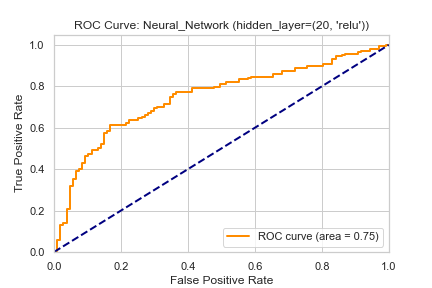 ROC Curve: Neural_Network (hidden_layer=(20, 'relu'))
True Positive Rate
1.0
0.8
0.6
0.4
0.2
0.0
ROC curve (area = 0.75)
0.0 0.2 0.4 0.6 0.8 1.0
False Positive Rate